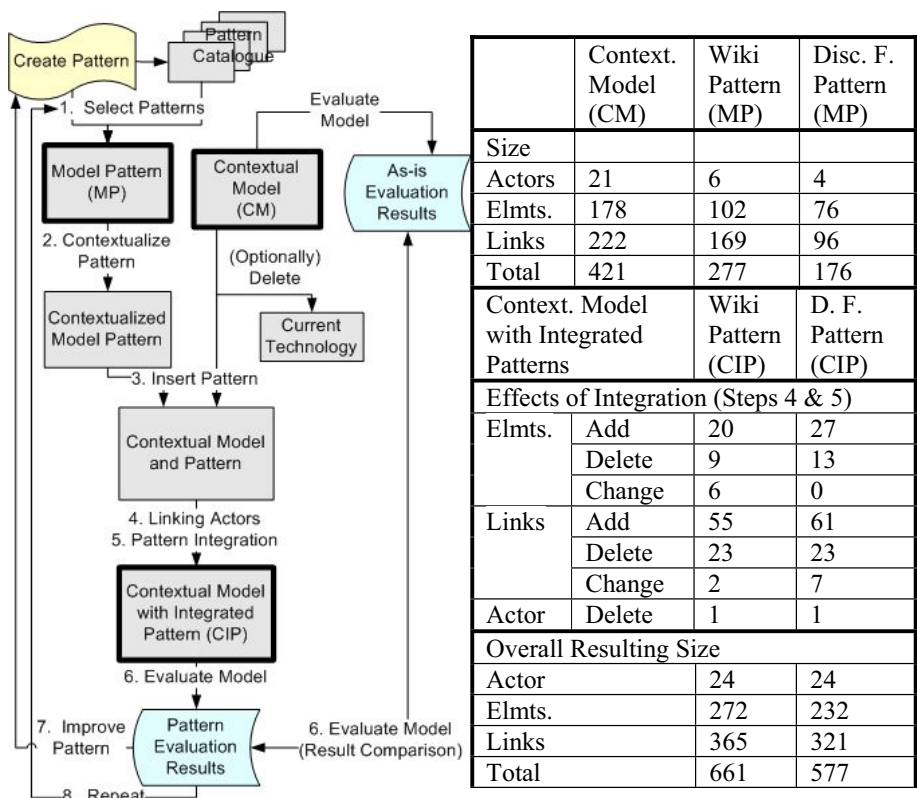 Pattern
Catalogue
Create Pattern
1. Select Patterns
Evaluate
Model
Model Pattern
(MP)
Contextual
Model
(CM)
As-is
Evaluation
Results
2. Contextualize
Pattern
(Optionally)
Delete
Contextualized
Model Pattern
Current
Technology
3. Insert Pattern
Contextual Model
and Pattern
4. Linking Actors
5. Pattern Integration
Contextual Model
with Integrated
Pattern (CIP)
6. Evaluate Model
7. Improve
Pattern
Pattern
Evaluation
Results
6. Evaluate Model
(Result Comparison)
8. Repeat
Context. Wiki Disc. F.
Model Pattern Pattern
(CM) (MP) (MP)
Size
Actors 21 6 4
Elmts. 178 102 76
Links 222 169 96
Total 421 277 176
Context. Model Wiki D. F.
with Integrated Pattern Pattern
Patterns (CIP) (CIP)
Effects of Integration (Steps 4 & 5)
Elmts. Add 20 27
Delete 9 13
Change 6 0
Links Add 55 61
Delete 23 23
Change 2 7
Actor Delete 1 1
Overall Resulting Size
Actor 24 24
Elmts. 272 232
Links 365 321
Total 661 577